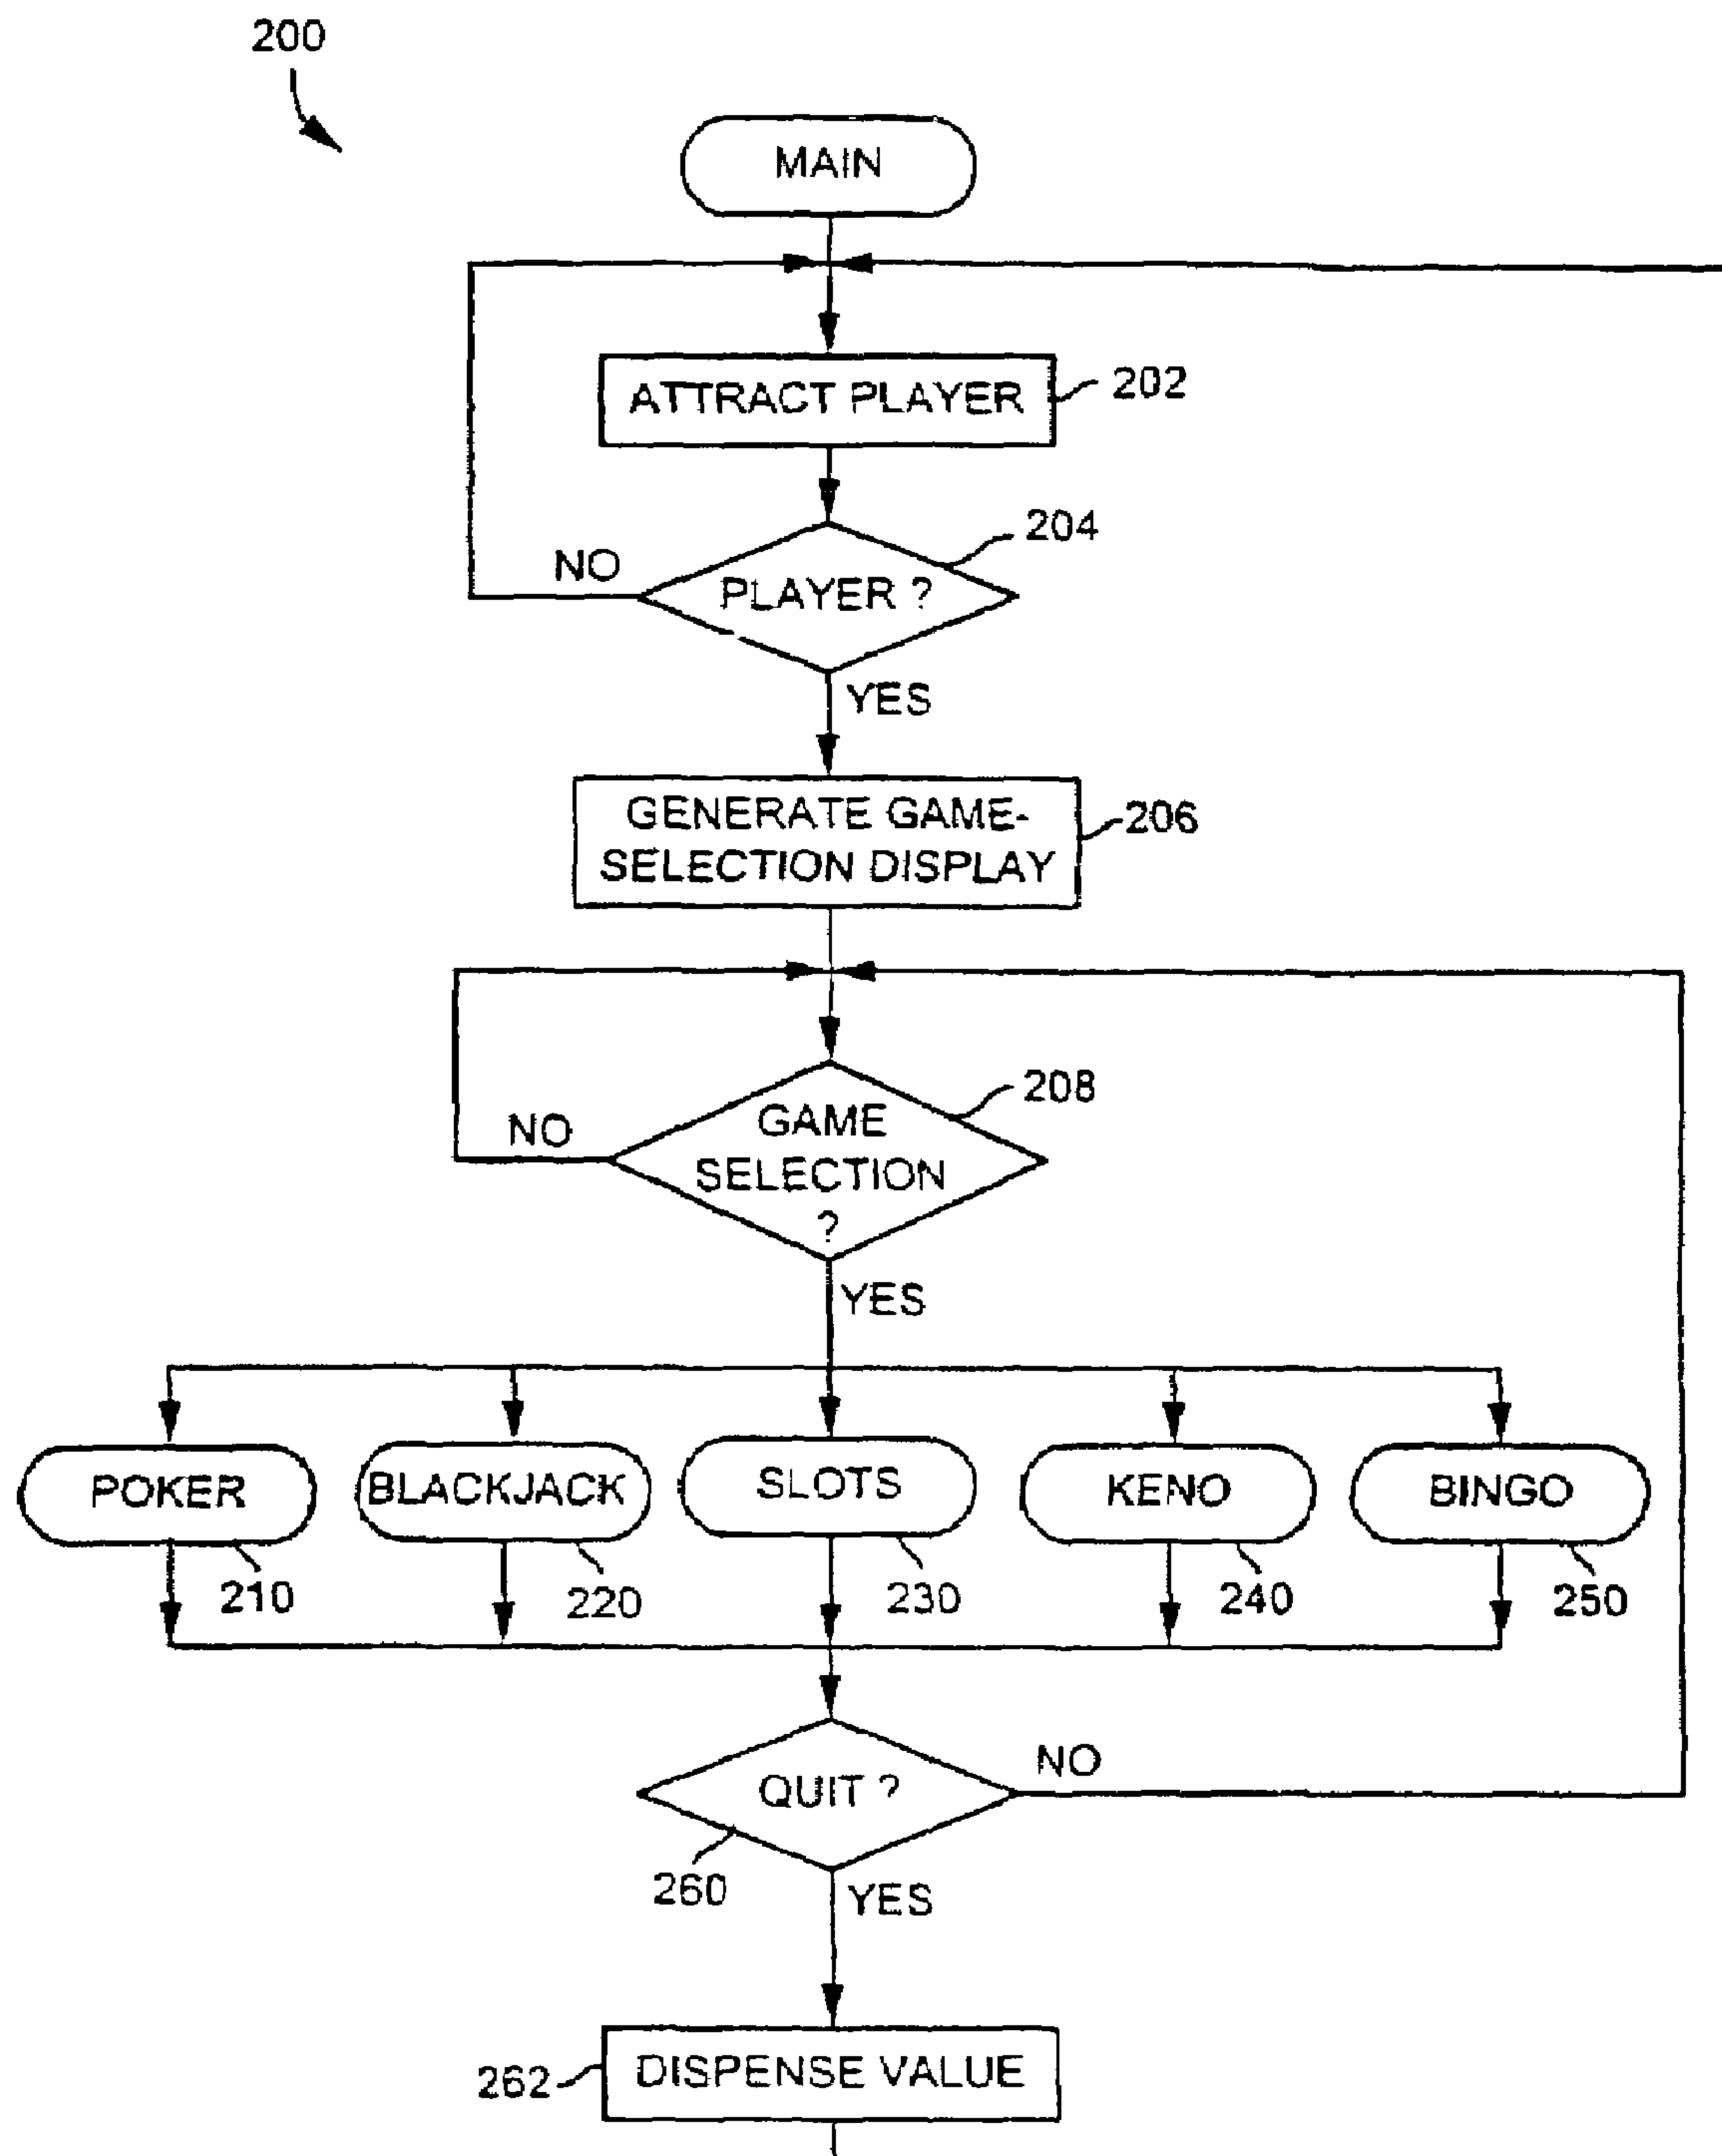 200
MAIN
ATTRACT PLAYER
202
204
NO
PLAYER ?
YES
GENERATE GAME-
SELECTION DISPLAY
206
208
NO
GAME
SELECTION
?
YES
POKER
BLACKJACK
SLOTS
KENO
BINGO
210
220
230
240
250
QUIT ?
NO
260
YES
262
DISPENSE VALUE